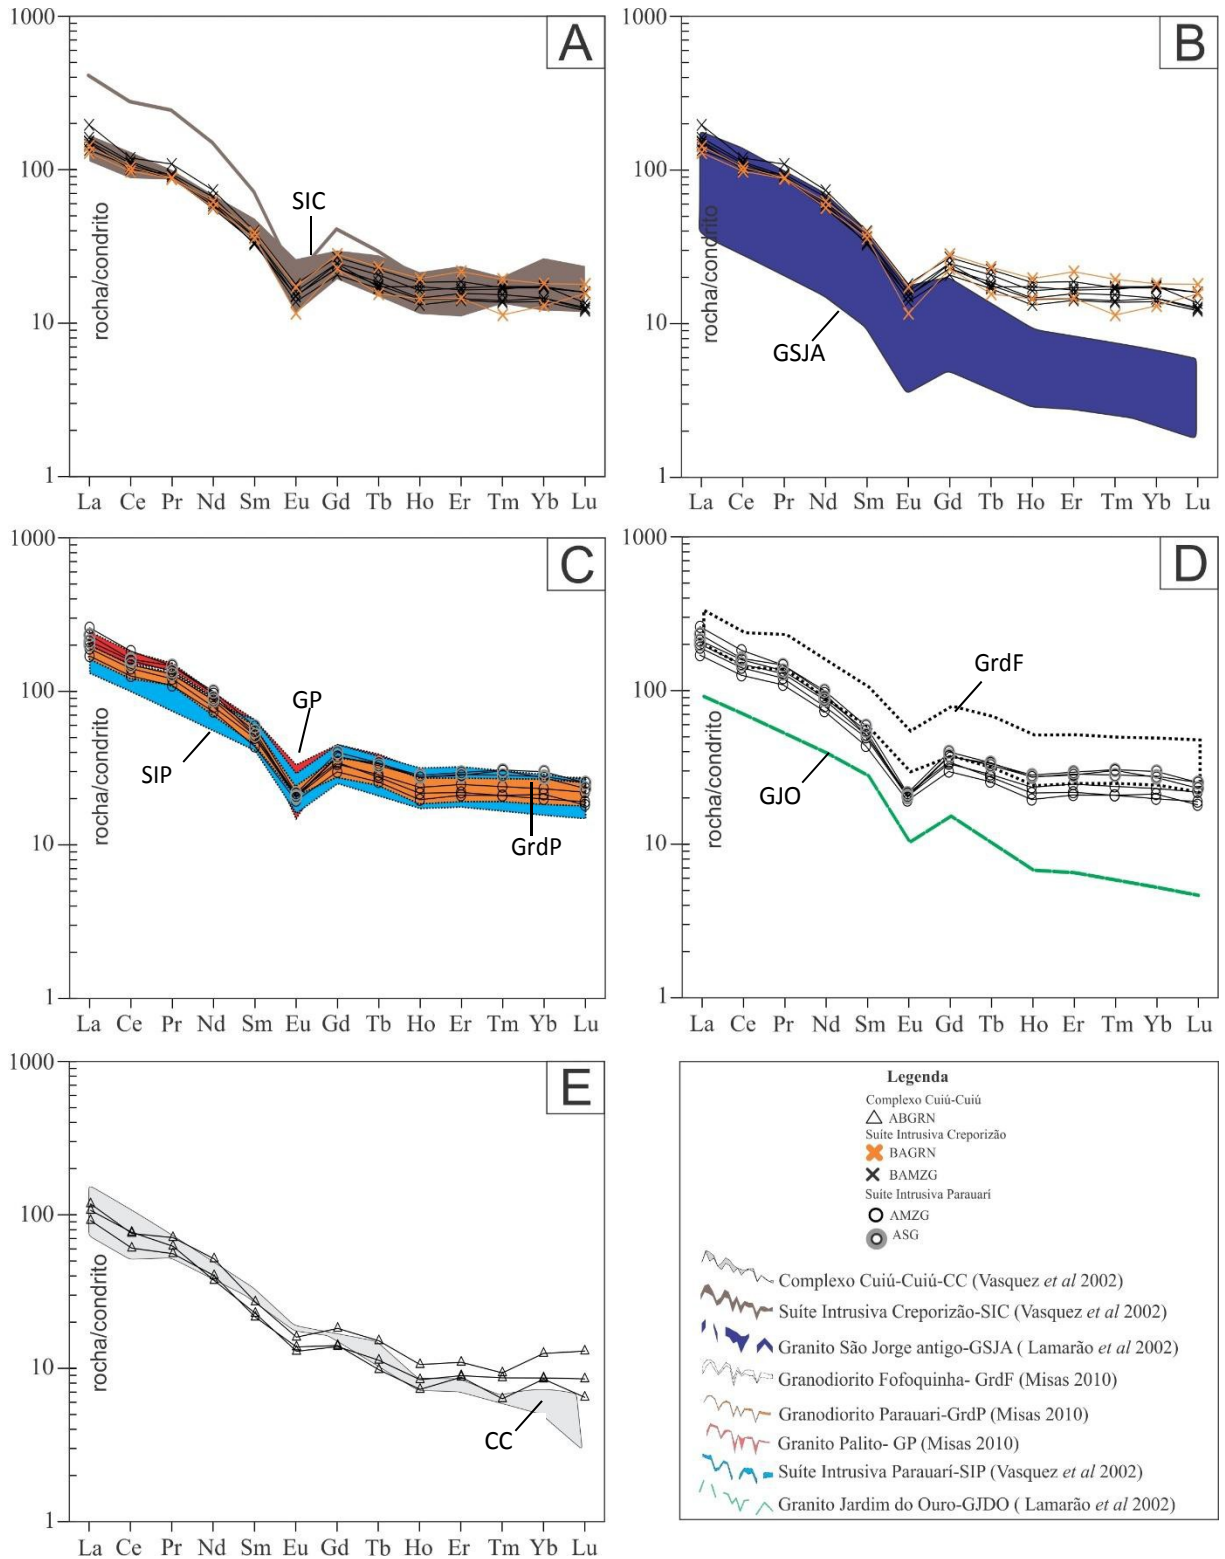 1000
A
100
SIC
10
rocha/condrito
1
La Ce Pr Nd Sm Eu Gd Tb Ho Er Tm Yb Lu
1000
B
100
10
rocha/condrito
GSJA
1
La Ce Pr Nd Sm Eu Gd Tb Ho Er Tm Yb Lu
1000
C
100
GP
SIP
rocha/condrito
GrdP
10
1
La Ce Pr Nd Sm Eu Gd Tb Ho Er Tm Yb Lu
1000
D
GrdF
100
GJO
rocha/condrito
10
1
La Ce Pr Nd Sm Eu Gd Tb Ho Er Tm Yb Lu
1000
E
100
rocha/condrito
10
CC
1
La Ce Pr Nd Sm Eu Gd Tb Ho Er Tm Yb Lu
Legenda
Complexo Cuiú-Cuiú
ABGRN
Suíte Intrusiva Creporizão
BAGRN
BAMZG
Suíte Intrusiva Parauarí
AMZG
ASG
Complexo Cuiú-Cuiú-CC (Vasquez et al 2002)
Suíte Intrusiva Creporizão-SIC (Vasquez et al 2002)
Granito São Jorge antigo-GSJA ( Lamarão et al 2002)
Granodiorito Fofoquinha- GrdF (Misas 2010)
Granodiorito Parauari-GrdP (Misas 2010)
Granito Palito- GP (Misas 2010)
Suíte Intrusiva Parauarí-SIP (Vasquez et al 2002)
Granito Jardim do Ouro-GJDO ( Lamarão et al 2002)